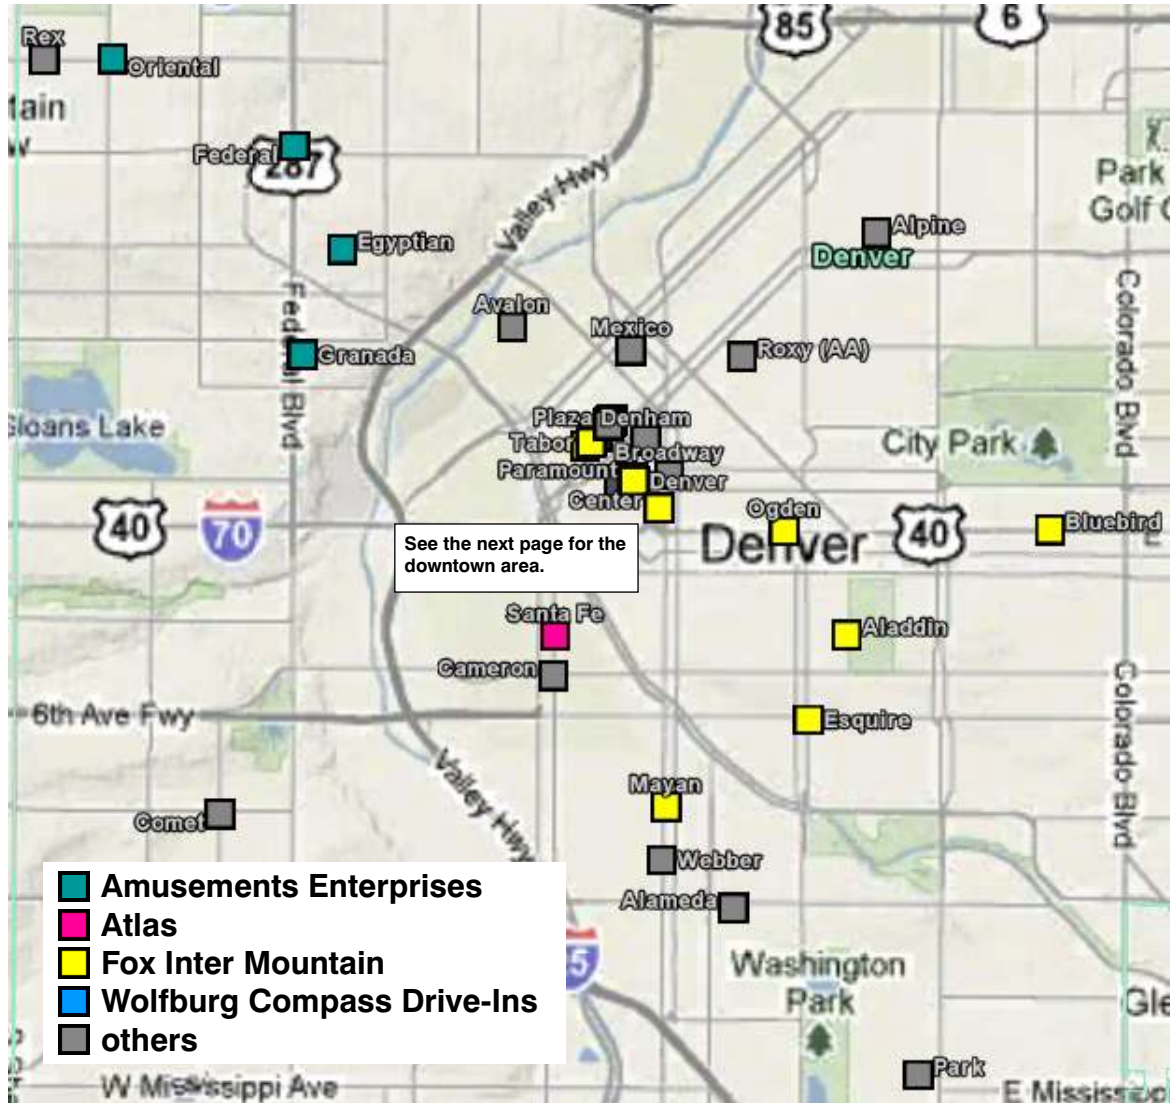 85
6
Rex
Oriental
tain
w
Federal
287
Valley Hwy
Park
Golf C
Egyptian
Alpine
Denver
Avalon
Mexico
Roxy (AA)
Granada
Federal Blvd
Colorado Blvd
Sloans Lake
Plaza
Denham
Tabor
Broadway
City Park
Paramount
Denver
Center
Ogden
Bluebird
40
70
Denver
40
See the next page for the
downtown area.
Santa Fe
Aladdin
Cameron
6th Ave Fwy
Esquire
Colorado Blvd
Valley Hwy
Mayan
Comet
Webber
Alameda
Amusements Enterprises
Atlas
Fox Inter Mountain
Wolfburg Compass Drive-Ins
others
5
Washington
Park
Gle
Park
W Mississippi Ave
E Mississip